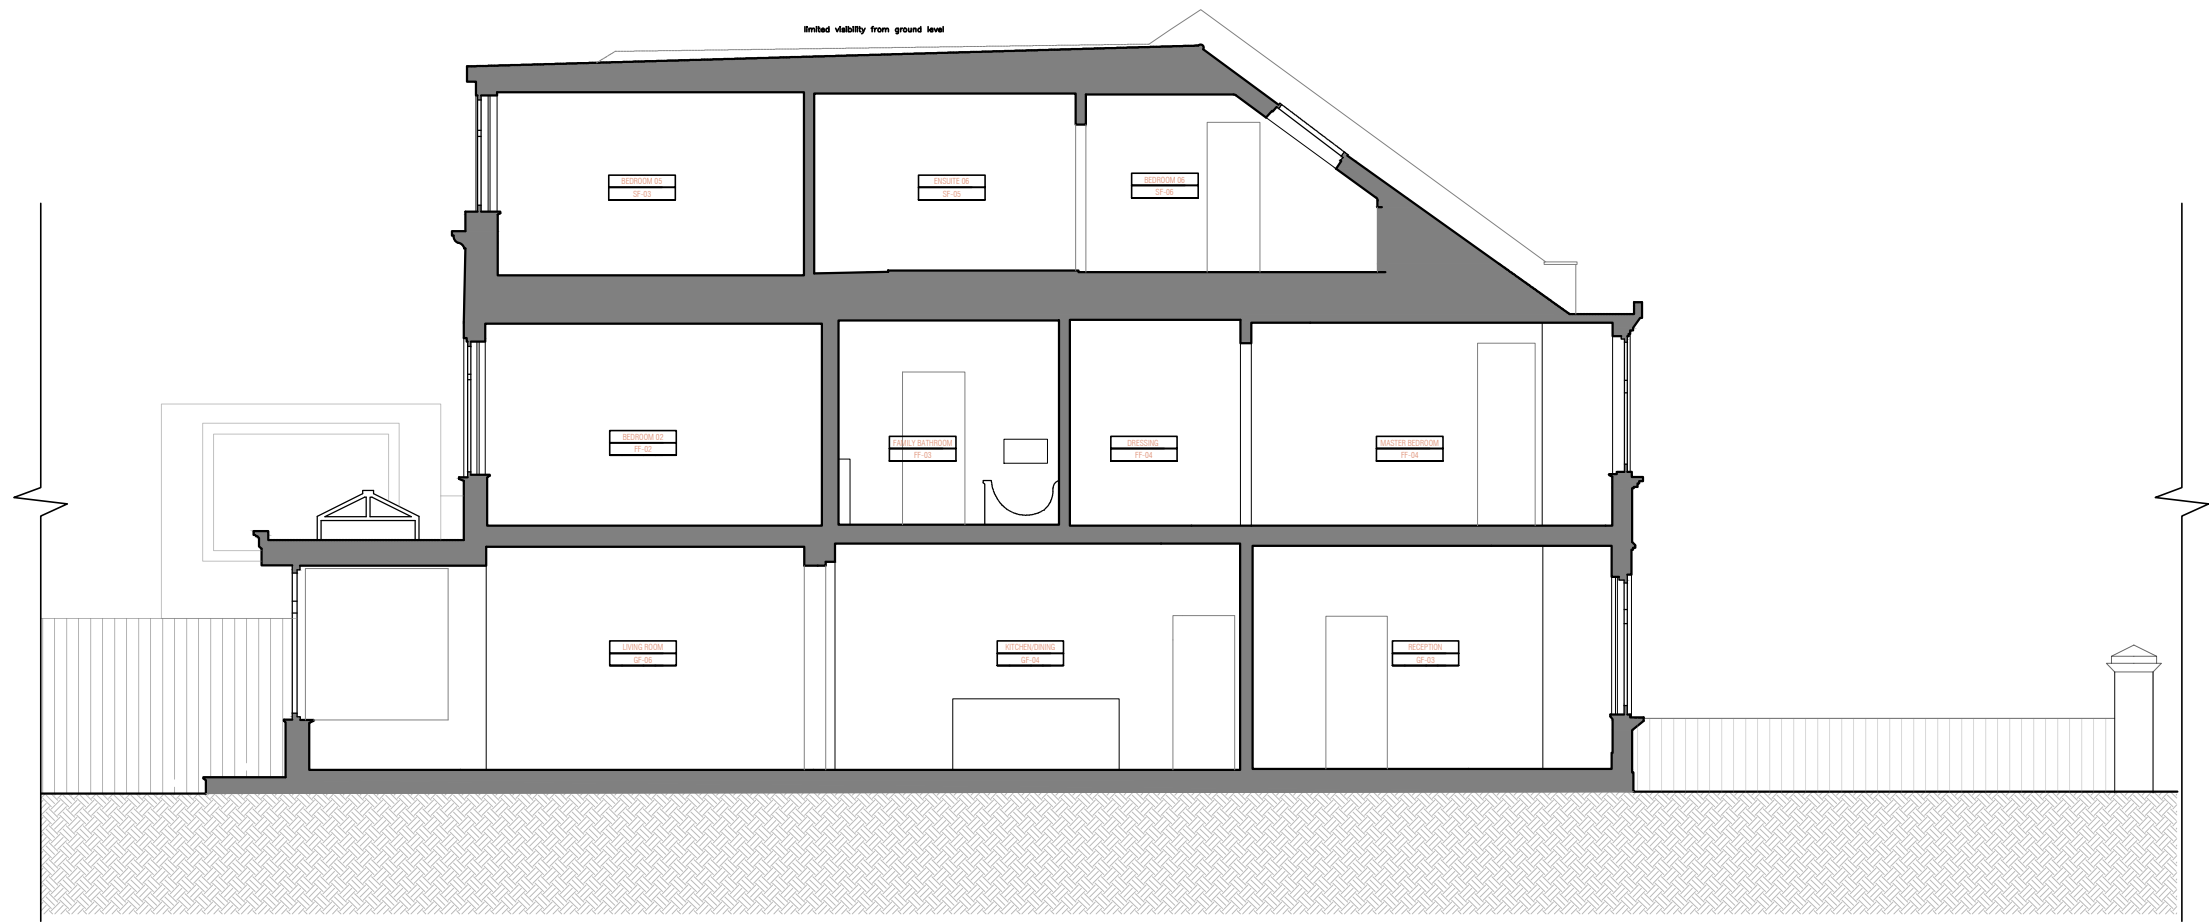 limited visibility from ground level
BEDROOM 05
SF-03
ENSUITE 06
SF-05
BEDROOM 06
SF-06
BEDROOM 02
FF-02
FAMILY BATHROOM
FF-03
DRESSING
FF-04
MASTER BEDROOM
FF-04
LIVING ROOM
GF-06
KITCHEN/DINING
GF-04
RECEPTION
GF-03